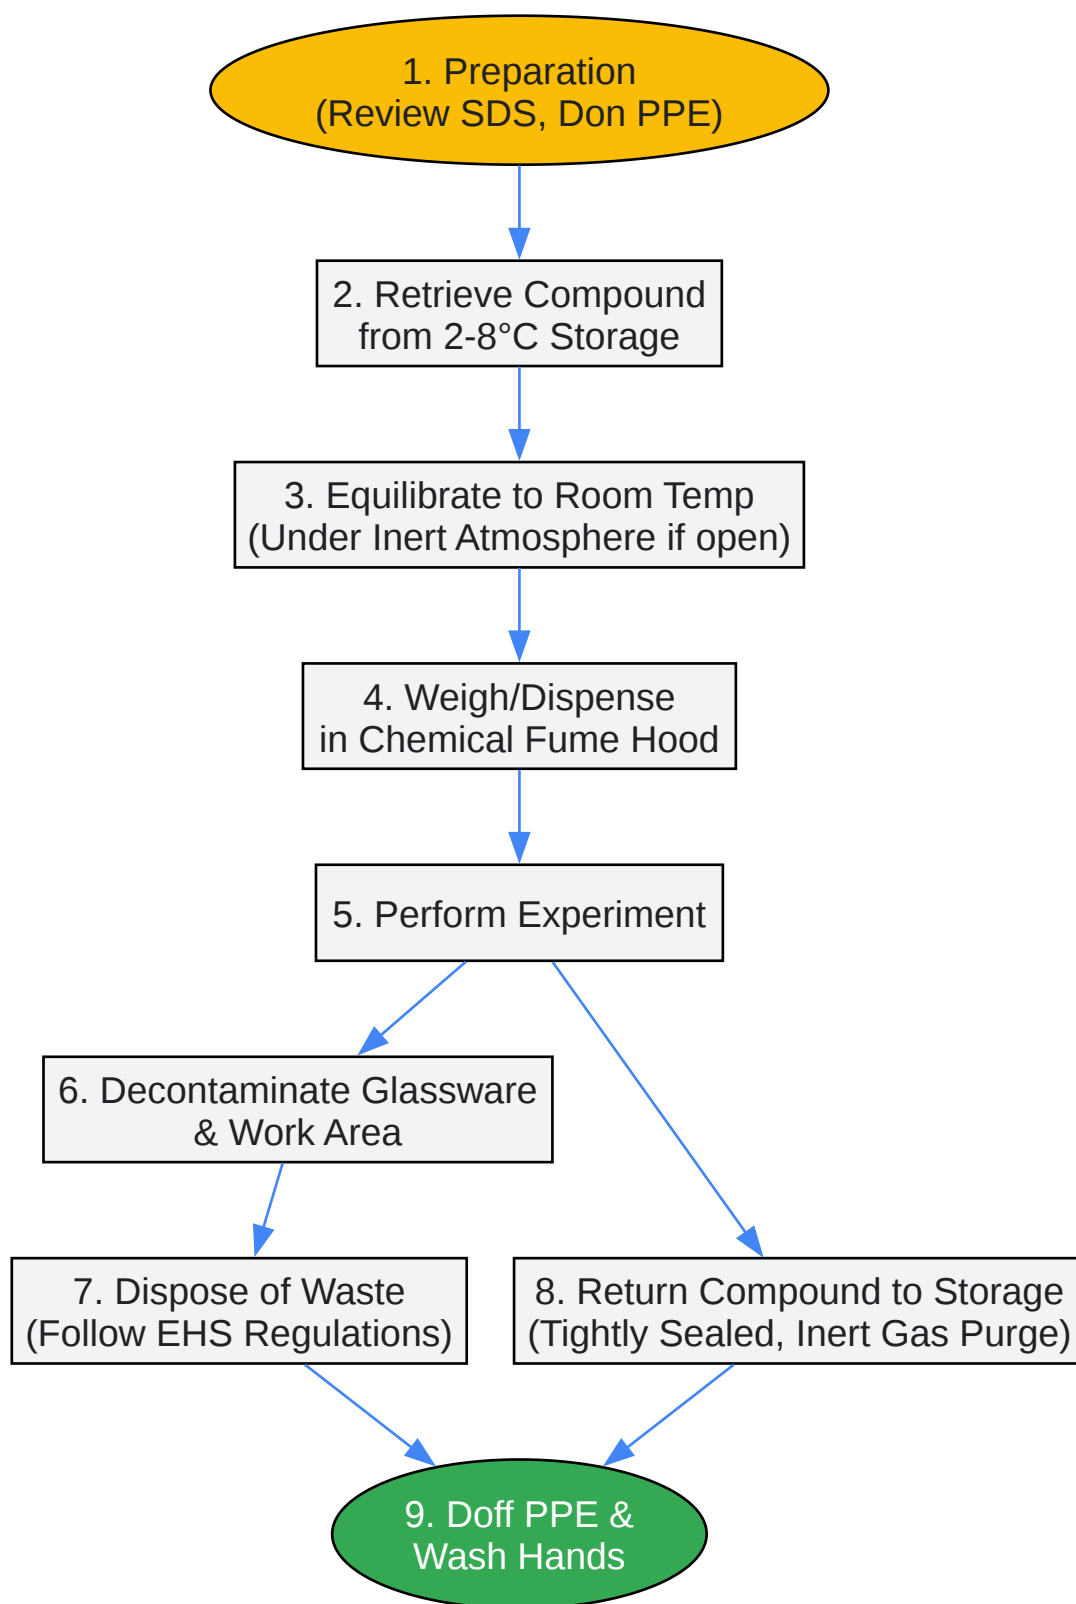 1. Preparation
(Review SDS, Don PPE)
2. Retrieve Compound
from 2-8°C Storage
3. Equilibrate to Room Temp
(Under Inert Atmosphere if open)
4. Weigh/Dispense
in Chemical Fume Hood
5. Perform Experiment
6. Decontaminate Glassware
& Work Area
7. Dispose of Waste
(Follow EHS Regulations)
8. Return Compound to Storage
(Tightly Sealed, Inert Gas Purge)
9. Doff PPE &
Wash Hands